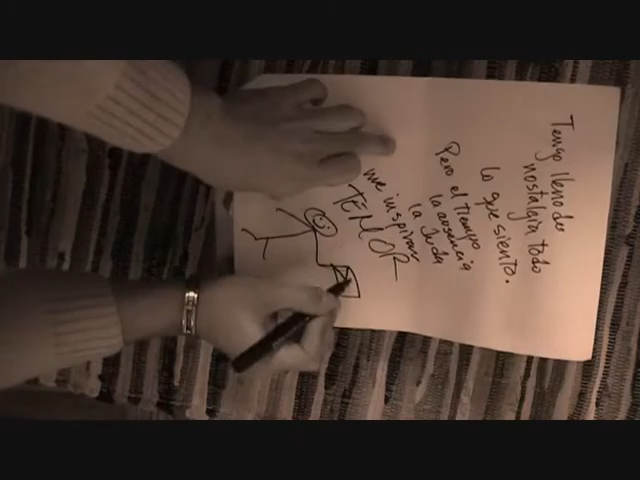 Tengo lleno de
nostalgia todo
Lo que siento.
Pero el tiempo
la ausencia
la duda
me inspiran
TEMOR